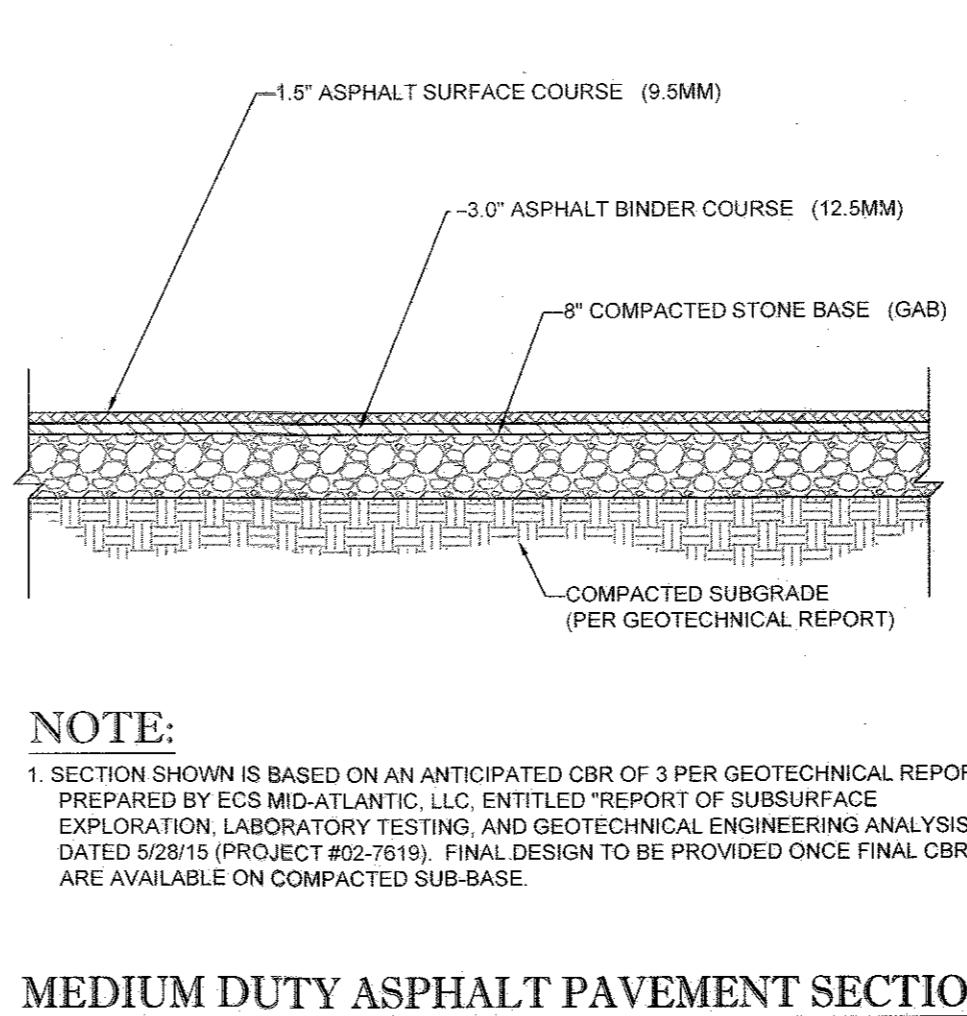 1.5" ASPHALT SURFACE COURSE (9.5MM)
3.0" ASPHALT BINDER COURSE (12.5MM)
8" COMPACTED STONE BASE (GAB)
COMPACTED SUBGRADE
(PER GEOTECHNICAL REPORT)
NOTE:
1. SECTION SHOWN IS BASED ON AN ANTICIPATED CBR OF 3 PER GEOTECHNICAL REPOR
PREPARED BY ECS MID-ATLANTIC, LLC, ENTITLED "REPORT OF SUBSURFACE
EXPLORATION, LABORATORY TESTING, AND GEOTECHNICAL ENGINEERING ANALYSIS
DATED 5/28/15 (PROJECT #02-7619). FINAL DESIGN TO BE PROVIDED ONCE FINAL CBR
ARE AVAILABLE ON COMPACTED SUB-BASE.
MEDIUM DUTY ASPHALT PAVEMENT SECTIO